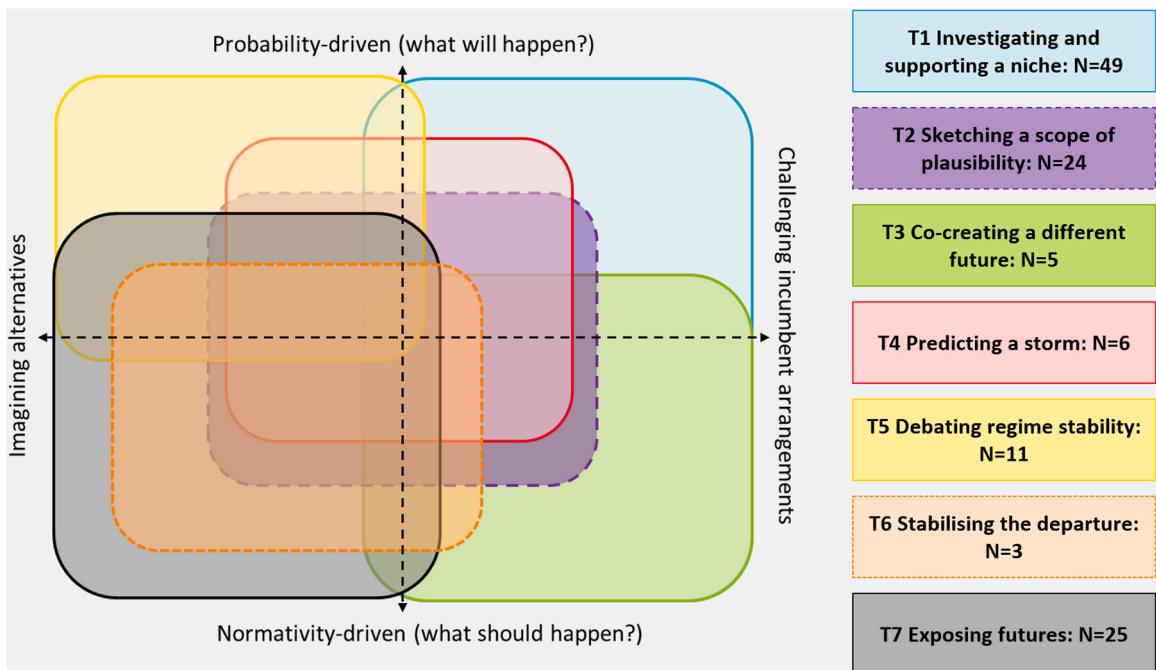 Probability-driven (what will happen?)
Imagining alternatives
Challenging incumbent arrangements
Normativity-driven (what should happen?)
T1 Investigating and
supporting a niche: N=49
T2 Sketching a scope of
plausibility: N=24
T3 Co-creating a different
future: N=5
T4 Predicting a storm: N=6
T5 Debating regime stability:
N=11
T6 Stabilising the departure:
N=3
T7 Exposing futures: N=25